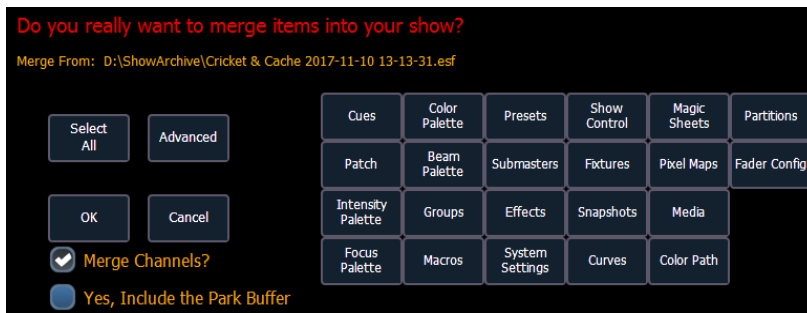 Do you really want to merge items into your show?
Merge From: D:\ShowArchive\Cricket & Cache 2017-11-10 13-13-31.esf
Select
All
Advanced
OK
Cancel
Merge Channels?
Yes, Include the Park Buffer
Cues
Color
Palette
Presets
Show
Control
Magic
Sheets
Partitions
Patch
Beam
Palette
Submasters
Fixtures
Pixel Maps
Fader Config
Intensity
Palette
Groups
Effects
Snapshots
Media
Focus
Palette
Macros
System
Settings
Curves
Color Path